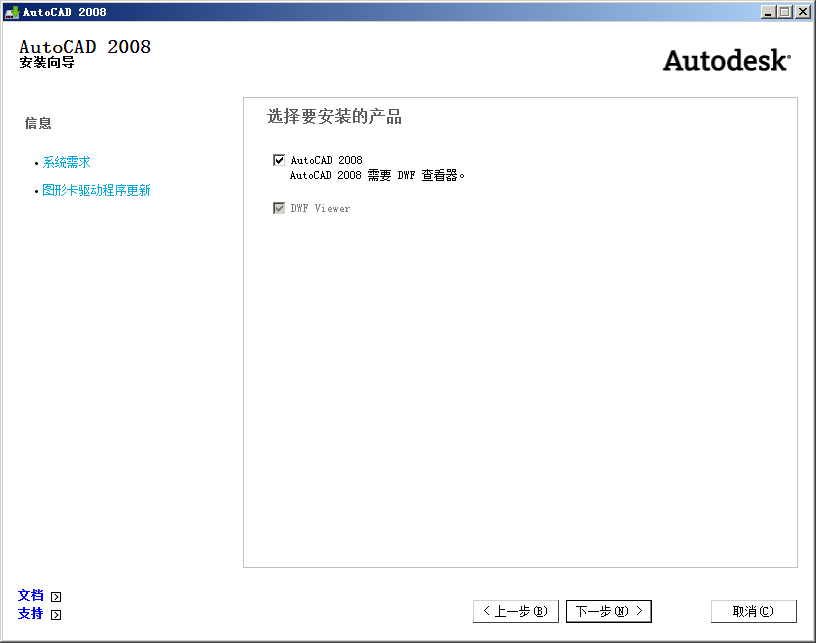 AutoCAD 2008
AutoCAD 2008
安装向导
Autodesk
信息
系统需求
图形卡驱动程序更新
选择要安装的产品
AutoCAD 2008
AutoCAD 2008 需要 DWF 查看器。
DWF Viewer
文档
支持
<上一步(B)
下一步(N) >
取消(C)